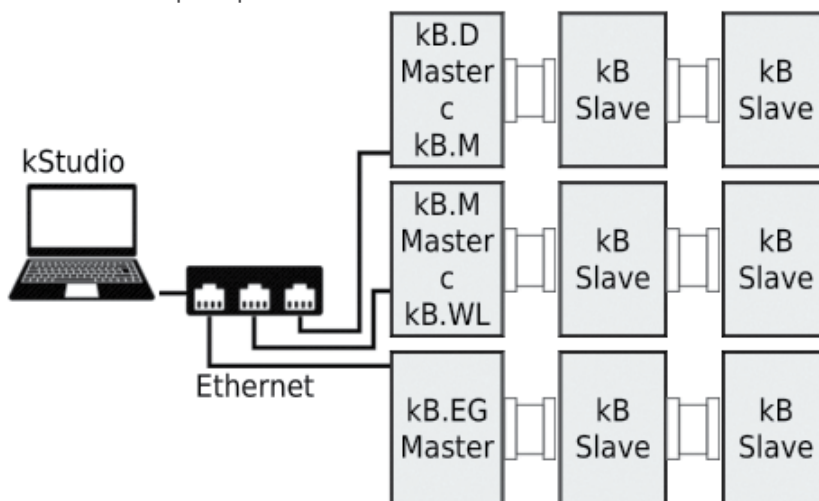 kStudio
Ethernet
kB.D
Master
c
kB.M
kB
Slave
kB
Slave
kB.M
Master
c
kB.WL
kB
Slave
kB
Slave
kB.EG
Master
kB
Slave
kB
Slave